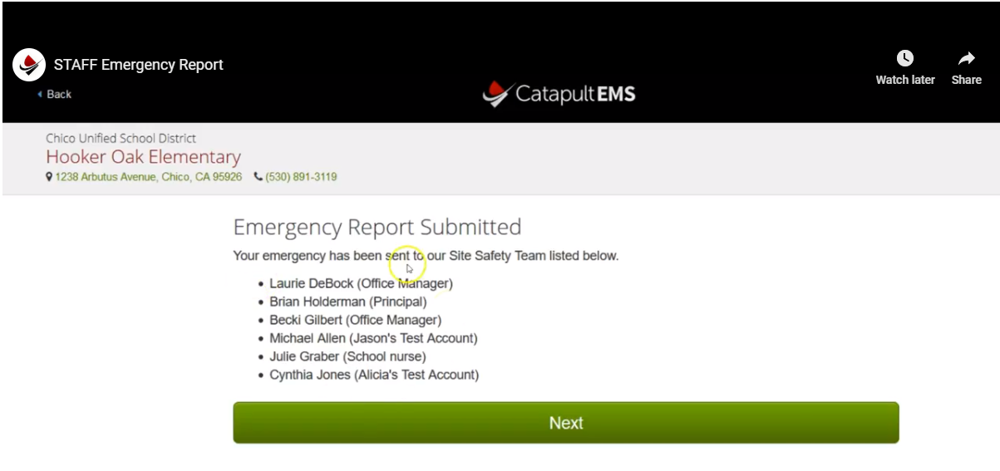 STAFF Emergency Report
Watch later
Share
Back
CatapultEMS
Chico Unified School District
Hooker Oak Elementary
1238 Arbutus Avenue, Chico, CA 95926 (530) 891-3119
Emergency Report Submitted
Your emergency has been sent to our Site Safety Team listed below.
• Laurie DeBock (Office Manager)
• Brian Holderman (Principal)
• Becki Gilbert (Office Manager)
• Michael Allen (Jason's Test Account)
• Julie Graber (School nurse)
• Cynthia Jones (Alicia's Test Account)
Next